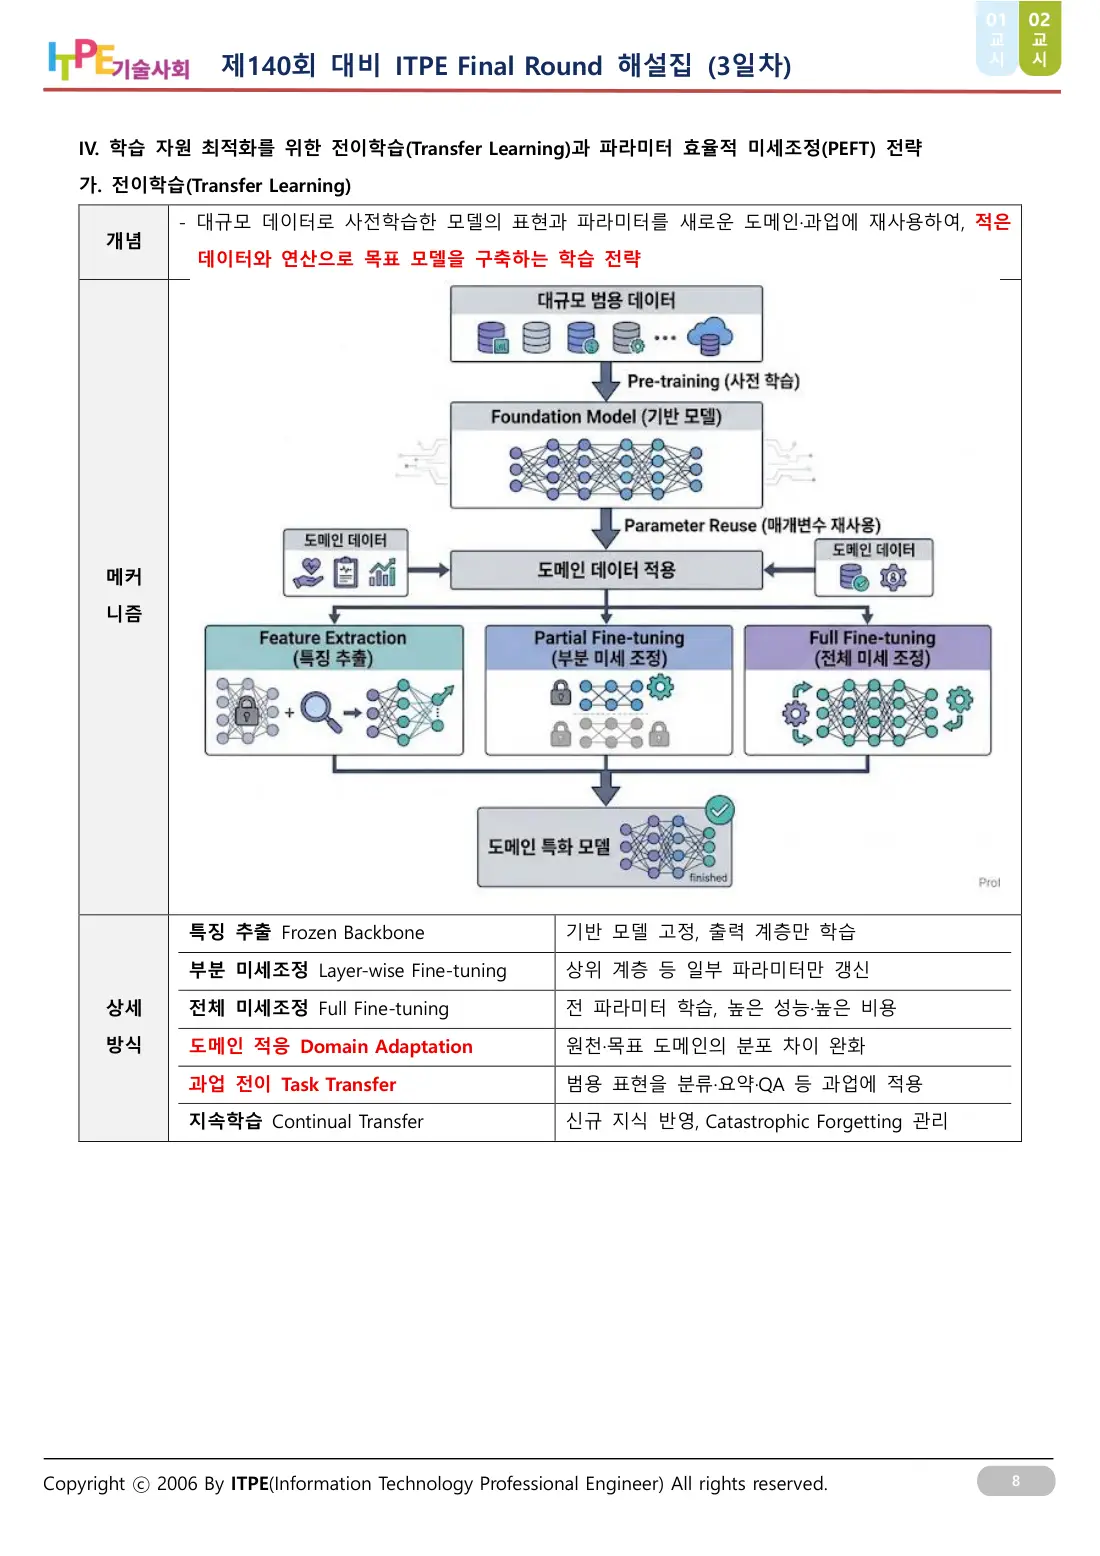 01
교
시
02
교
시
ITPE기술사회
제140회 대비 ITPE Final Round 해설집 (3일차)
IV. 학습 자원 최적화를 위한 전이학습(Transfer Learning)과 파라미터 효율적 미세조정(PEFT) 전략
가. 전이학습(Transfer Learning)
개념
- 대규모 데이터로 사전학습한 모델의 표현과 파라미터를 새로운 도메인·과업에 재사용하여, 적은
데이터와 연산으로 목표 모델을 구축하는 학습 전략
메커
니즘
대규모 범용 데이터
Pre-training (사전 학습)
Foundation Model (기반 모델)
Parameter Reuse (매개변수 재사용)
도메인 데이터
도메인 데이터 적용
도메인 데이터
Feature Extraction
(특징 추출)
Partial Fine-tuning
(부분 미세 조정)
Full Fine-tuning
(전체 미세 조정)
도메인 특화 모델
finished
Prol
상세
방식
특징 추출 Frozen Backbone
기반 모델 고정, 출력 계층만 학습
부분 미세조정 Layer-wise Fine-tuning
상위 계층 등 일부 파라미터만 갱신
전체 미세조정 Full Fine-tuning
전 파라미터 학습, 높은 성능·높은 비용
도메인 적응 Domain Adaptation
원천·목표 도메인의 분포 차이 완화
과업 전이 Task Transfer
범용 표현을 분류·요약·QA 등 과업에 적용
지속학습 Continual Transfer
신규 지식 반영, Catastrophic Forgetting 관리
Copyright ⓒ 2006 By ITPE(Information Technology Professional Engineer) All rights reserved.
8